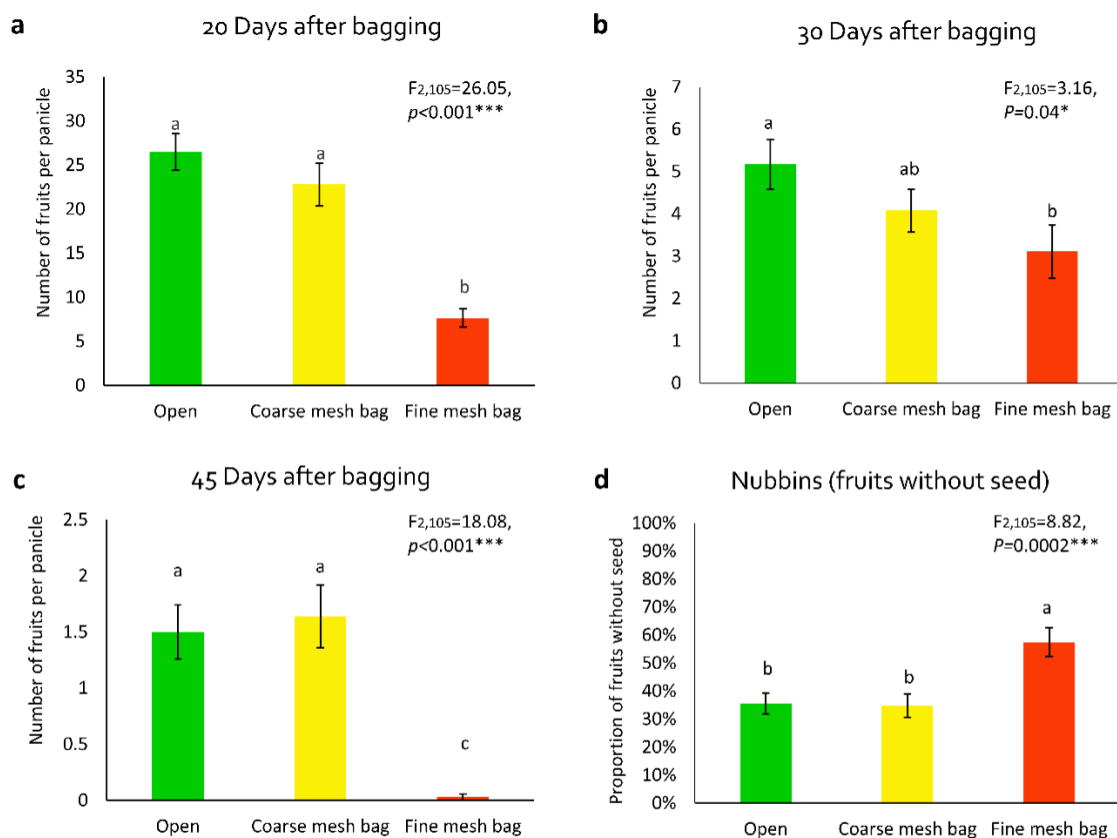 a
20 Days after bagging
F2,105=26.05,
p<0.001***
Number of fruits per panicle
35
30
25
20
15
10
5
0
a
a
b
Open
Coarse mesh bag
Fine mesh bag
b
30 Days after bagging
F2,105=3.16,
P=0.04*
Number of fruits per panicle
7
6
5
4
3
2
1
0
a
ab
b
Open
Coarse mesh bag
Fine mesh bag
c
45 Days after bagging
F2,105=18.08,
p<0.001***
Number of fruits per panicle
2.5
2
1.5
1
0.5
0
a
a
c
Open
Coarse mesh bag
Fine mesh bag
d
Nubbins (fruits without seed)
F2,105=8.82,
P=0.0002***
Proportion of fruits without seed
100%
90%
80%
70%
60%
50%
40%
30%
20%
10%
0%
b
b
a
Open
Coarse mesh bag
Fine mesh bag